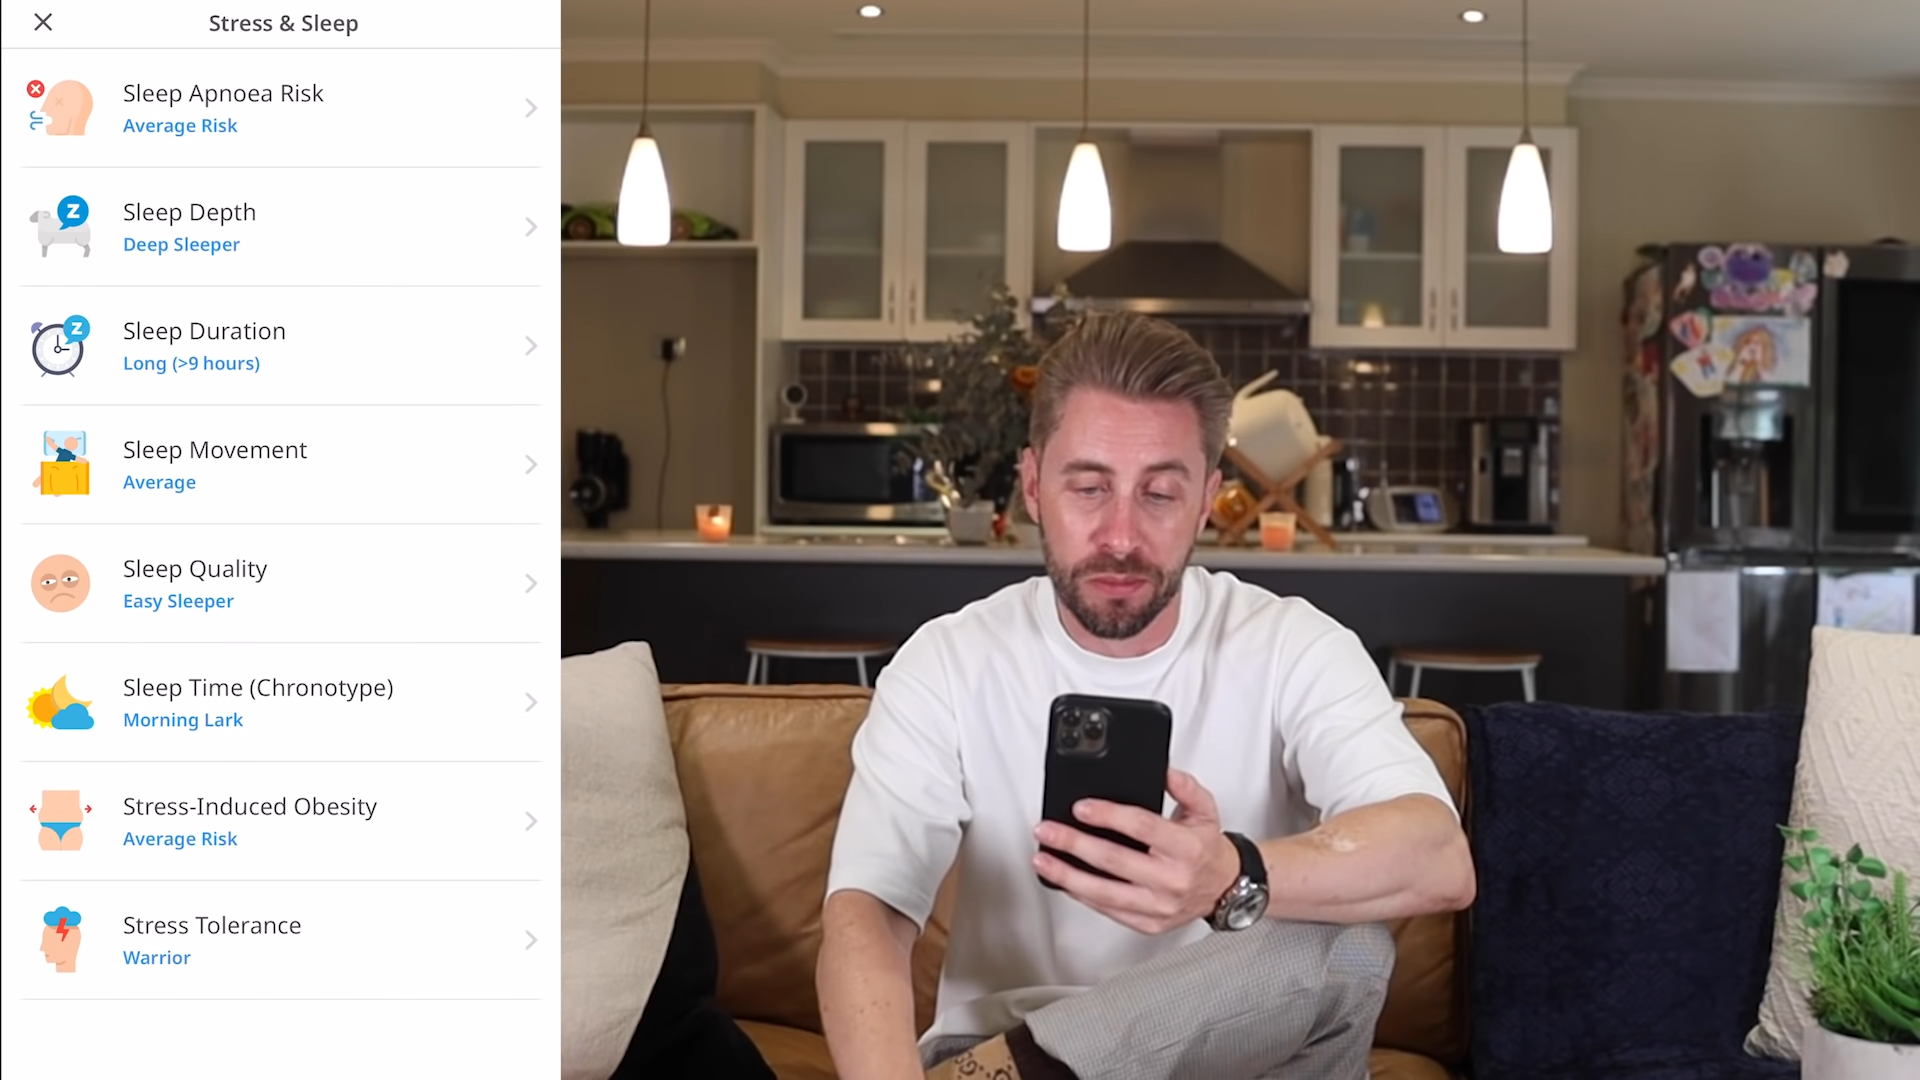 Stress & Sleep
Sleep Apnoea Risk
Average Risk
Sleep Depth
Deep Sleeper
Sleep Duration
Long (>9 hours)
Sleep Movement
Average
Sleep Quality
Easy Sleeper
Sleep Time (Chronotype)
Morning Lark
Stress-Induced Obesity
Average Risk
Stress Tolerance
Warrior